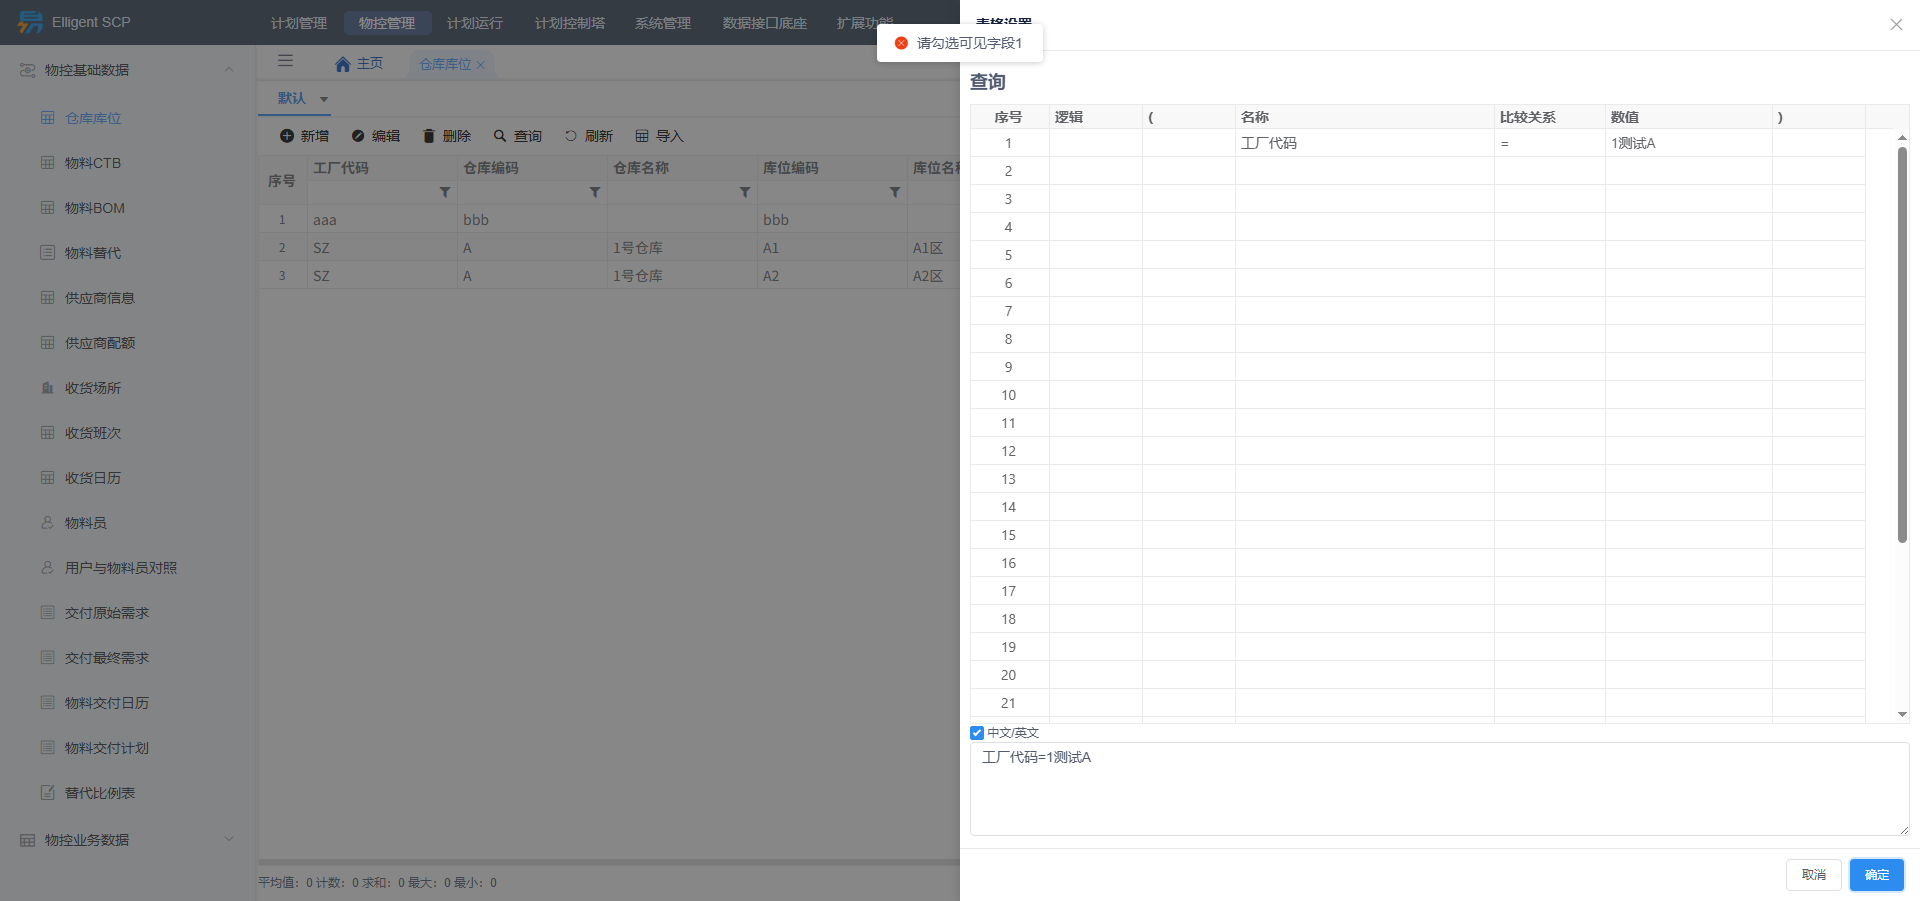 Elligent SCP
计划管理 物控管理 计划运行 计划控制塔 系统管理 数据接口底座 扩展功能
请勾选可见字段1
物控基础数据
仓库库位
物料CTB
物料BOM
物料替代
供应商信息
供应商配额
收货场所
收货班次
收货日历
物料员
用户与物料员对照
交付原始需求
交付最终需求
物料交付日历
物料交付计划
替代比例表
物控业务数据
主页 仓库库位
默认
新增 编辑 删除 查询 刷新 导入
序号 工厂代码 仓库编码 仓库名称 库位编码 库位名
1 aaa bbb bbb
2 SZ A 1号仓库 A1 A1区
3 SZ A 1号仓库 A2 A2区
平均值: 0 计数: 0 求和: 0 最大: 0 最小: 0
查询
序号 逻辑 ( 名称 比较关系 数值 )
1 工厂代码 = 1测试A
2
3
4
5
6
7
8
9
10
11
12
13
14
15
16
17
18
19
20
21
中文/英文
工厂代码=1测试A
取消 确定